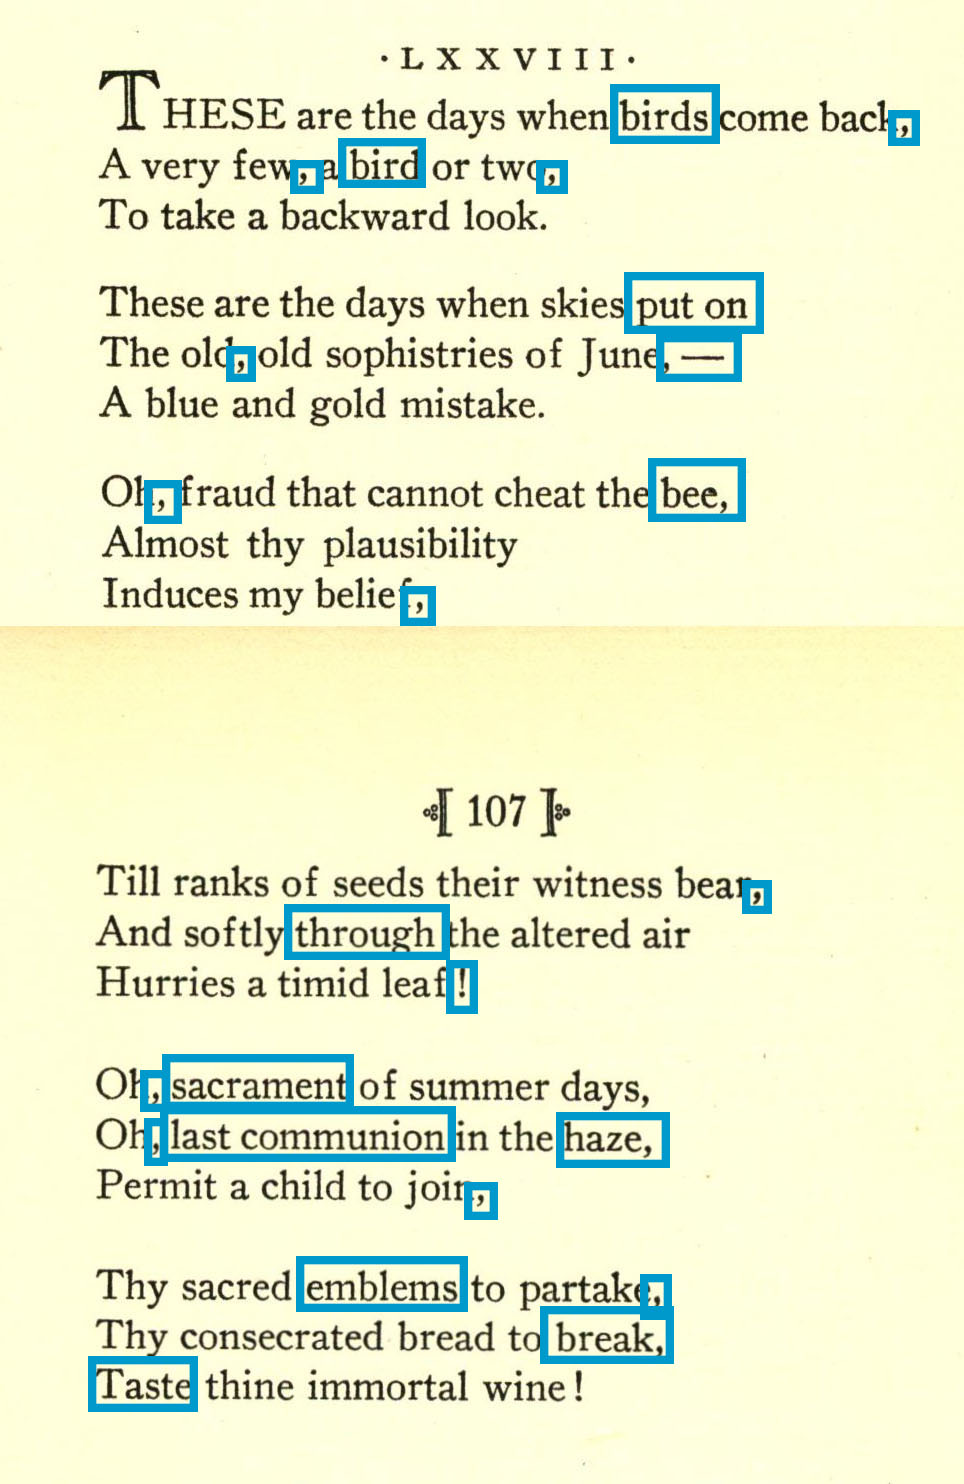 ·LXXVIII·
THESE are the days when birds come back,
A very few, a bird or two,
To take a backward look.
These are the days when skies put on
The old, old sophistries of June, —
A blue and gold mistake.
Oh, fraud that cannot cheat the bee,
Almost thy plausibility
Induces my belief,
107
Till ranks of seeds their witness bear,
And softly through the altered air
Hurries a timid leaf!
Oh, sacrament of summer days,
Oh, last communion in the haze,
Permit a child to join,
Thy sacred emblems to partake,
Thy consecrated bread to break,
Taste thine immortal wine!